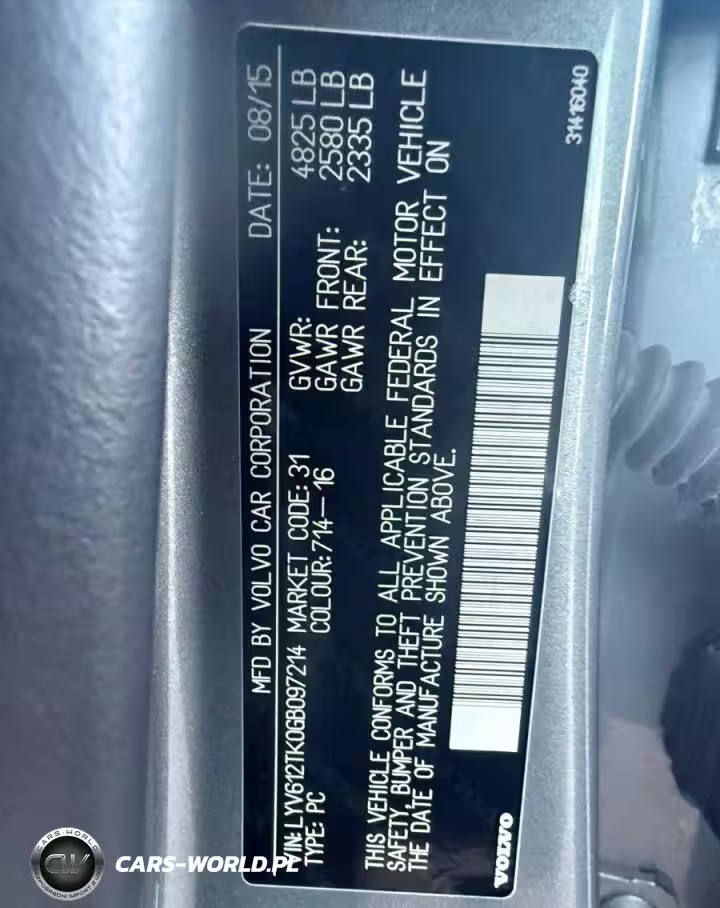 MFD BY VOLVO CAR CORPORATION DATE: 08/15
VIN: LYV612TK0GB097214 MARKET CODE: 31 GVWR: 4825 LB
TYPE: PC COLOUR: 714-16 GAWR FRONT: 2580 LB
GAWR REAR: 2335 LB
THIS VEHICLE CONFORMS TO ALL APPLICABLE FEDERAL MOTOR VEHICLE
SAFETY, BUMPER AND THEFT PREVENTION STANDARDS IN EFFECT ON
THE DATE OF MANUFACTURE SHOWN ABOVE.
VOLVO
31416040
CARS-WORLD
CW
CARS-WORLD.PL